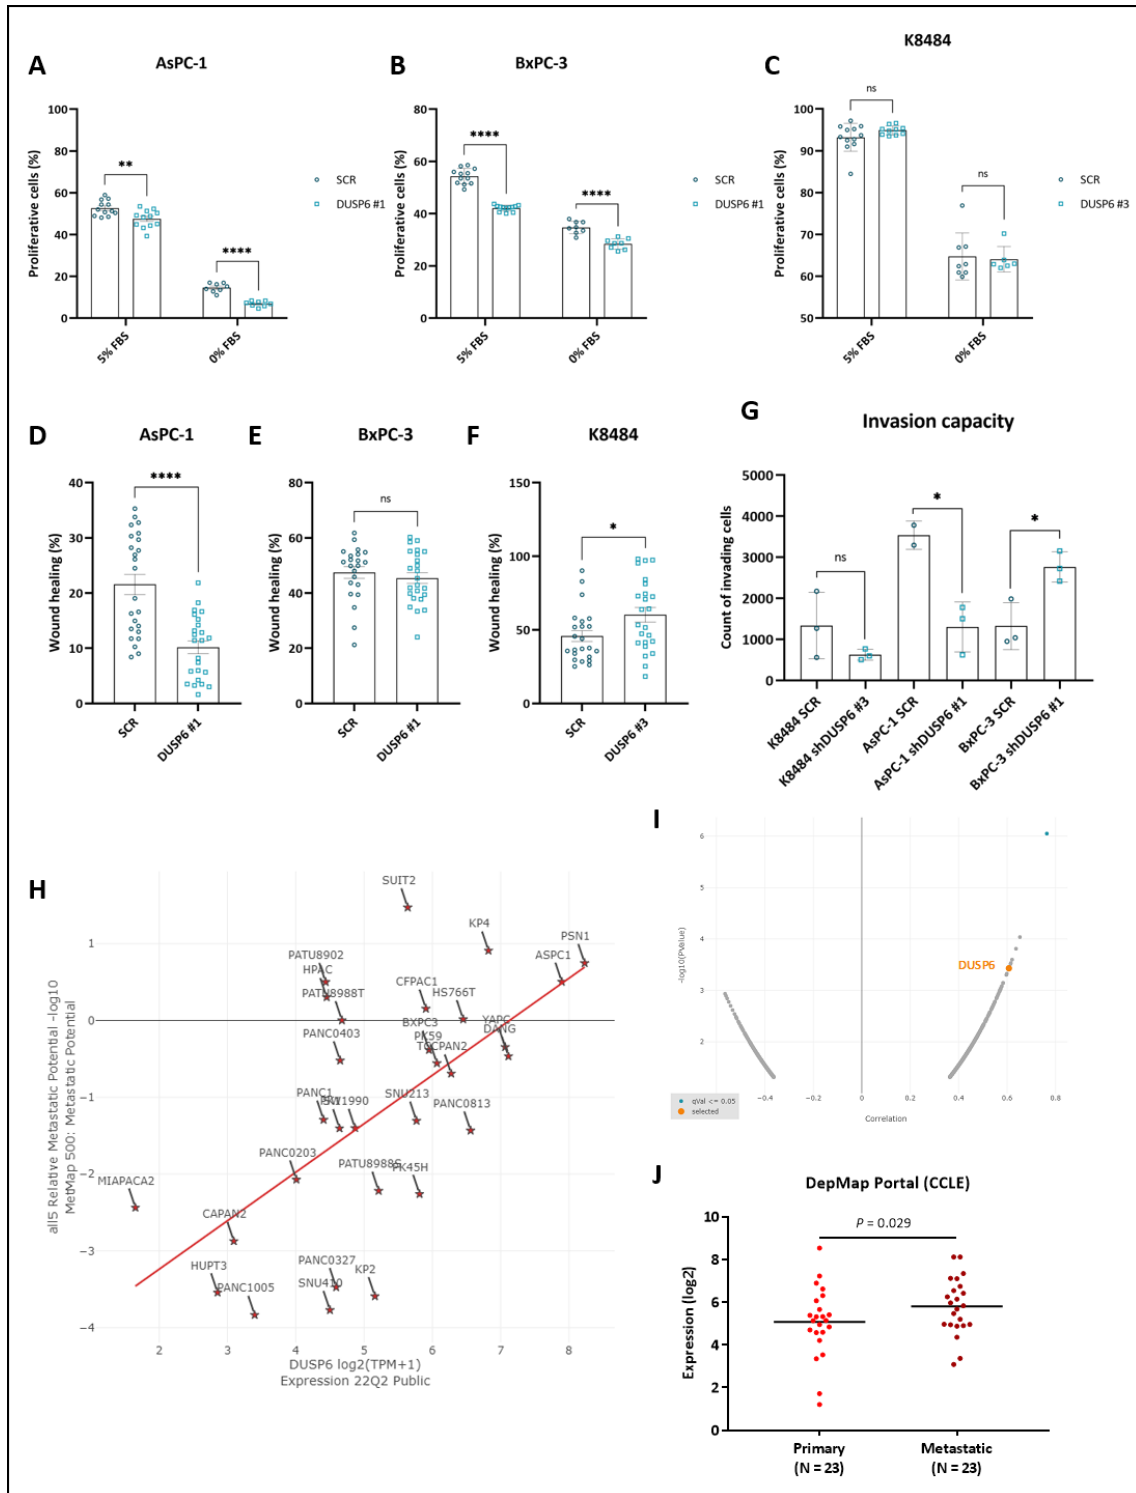 A
AsPC-1
Proliferative cells (%)
100
80
60
40
20
0
**
****
5% FBS
0% FBS
SCR
DUSP6 #1
B
BxPC-3
Proliferative cells (%)
80
60
40
20
0
****
****
5% FBS
0% FBS
SCR
DUSP6 #1
C
K8484
Proliferative cells (%)
100
90
80
70
60
50
ns
ns
5% FBS
0% FBS
SCR
DUSP6 #3
D
AsPC-1
Wound healing (%)
40
30
20
10
0
****
SCR
DUSP6 #1
E
BxPC-3
Wound healing (%)
80
60
40
20
0
ns
SCR
DUSP6 #1
F
K8484
Wound healing (%)
150
100
50
0
*
SCR
DUSP6 #3
G
Invasion capacity
Count of invading cells
5000
4000
3000
2000
1000
0
ns
*
*
K8484 SCR
K8484 shDUSP6 #3
AsPC-1 SCR
AsPC-1 shDUSP6 #1
BxPC-3 SCR
BxPC-3 shDUSP6 #1
H
all5 Relative Metastatic Potential -log10
MetMap 500: Metastatic Potential
1
0
−1
−2
−3
−4
SUIT2
KP4
PSN1
PATU8902
ASPC1
HPAC
CFPAC1
PATU8988T
HS766T
BXPC3
YAPC
PANC0403
PK59
DANG
TCCPAN2
PANC1
SW1990
SNU213
PANC0813
PANC0203
PATU8988S
PK45H
MIAPACA2
CAPAN2
HUPT3
PANC0327
KP2
PANC1005
SNU410
2
3
4
5
6
7
8
DUSP6 log2(TPM+1)
Expression 22Q2 Public
I
-log10(PValue)
6
5
4
3
2
DUSP6
qVal <= 0.05
selected
−0.4
−0.2
0
0.2
0.4
0.6
0.8
Correlation
J
DepMap Portal (CCLE)
P = 0.029
Expression (log2)
10
8
6
4
2
0
Primary
(N = 23)
Metastatic
(N = 23)